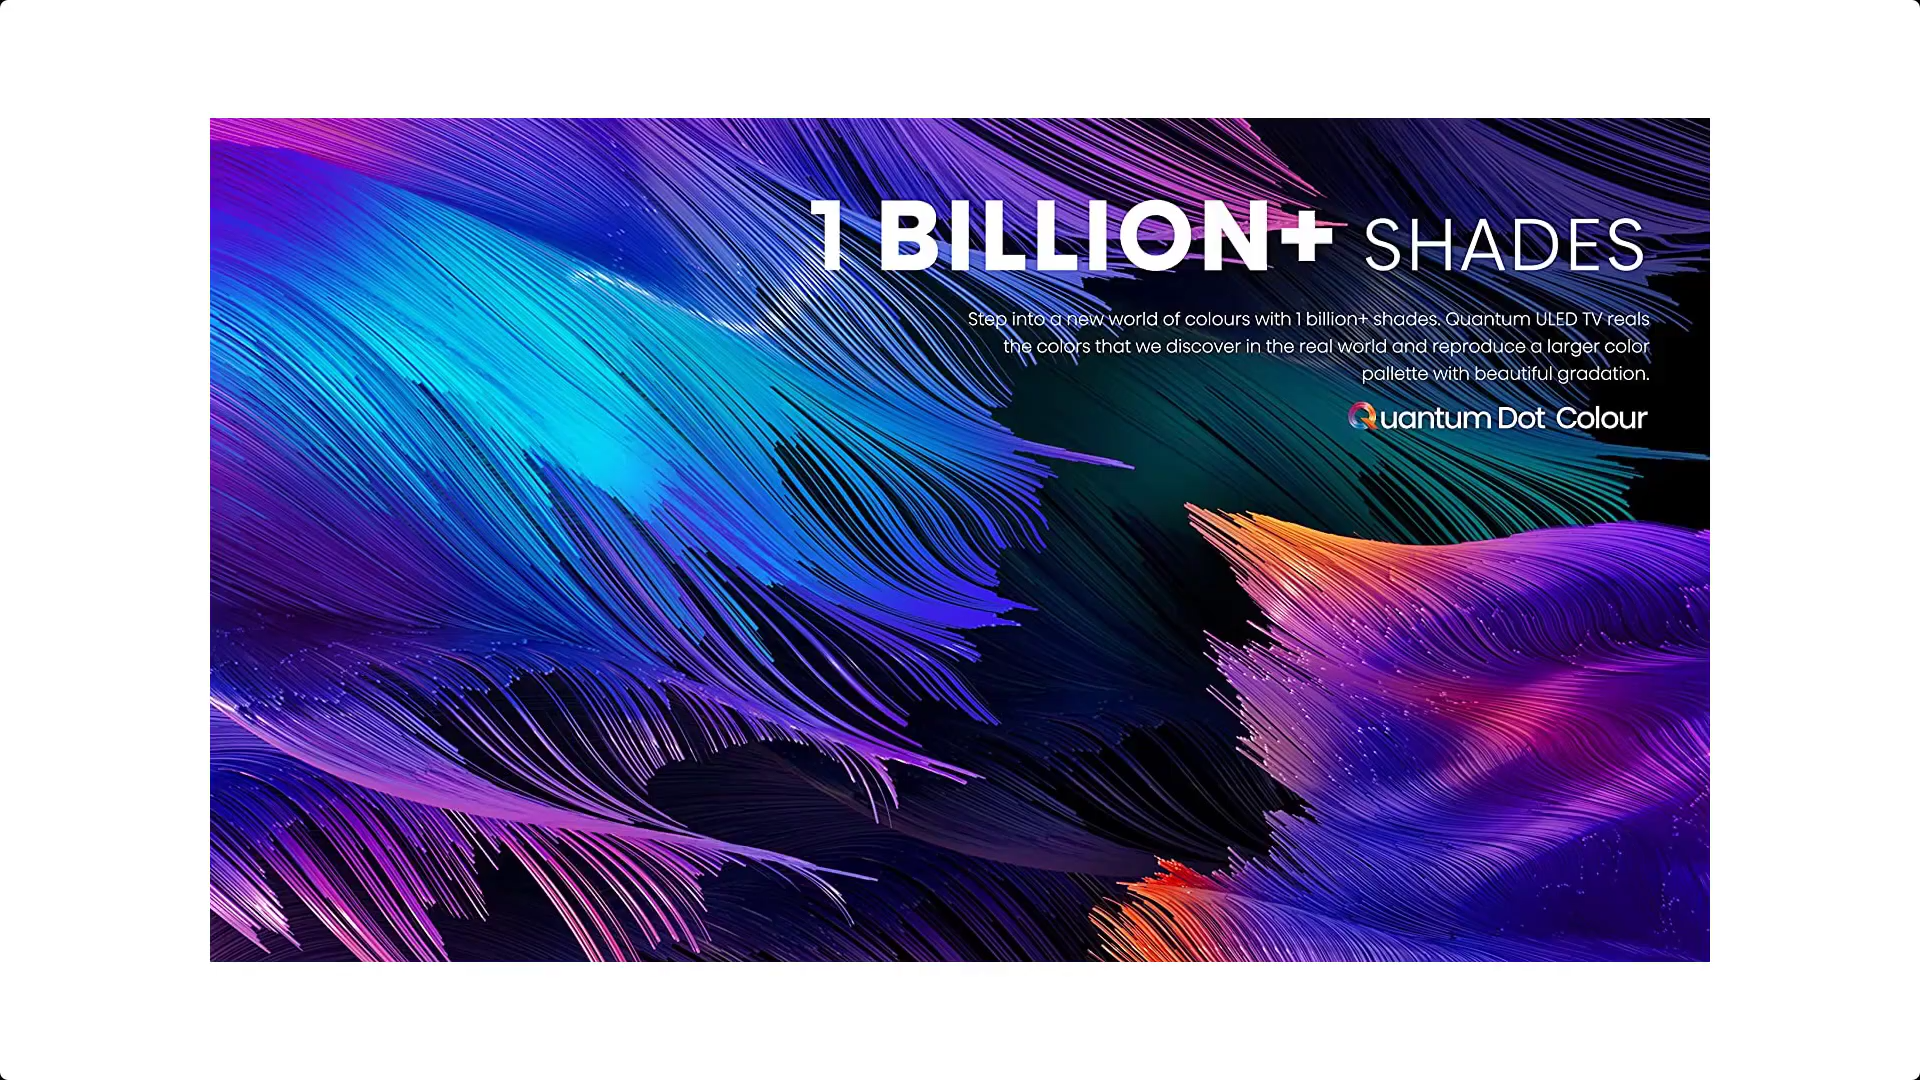 1 BILLION+ SHADES
Step into a new world of colours with 1 billion+ shades. Quantum ULED TV reals
the colors that we discover in the real world and reproduce a larger color
pallette with beautiful gradation.
Quantum Dot Colour